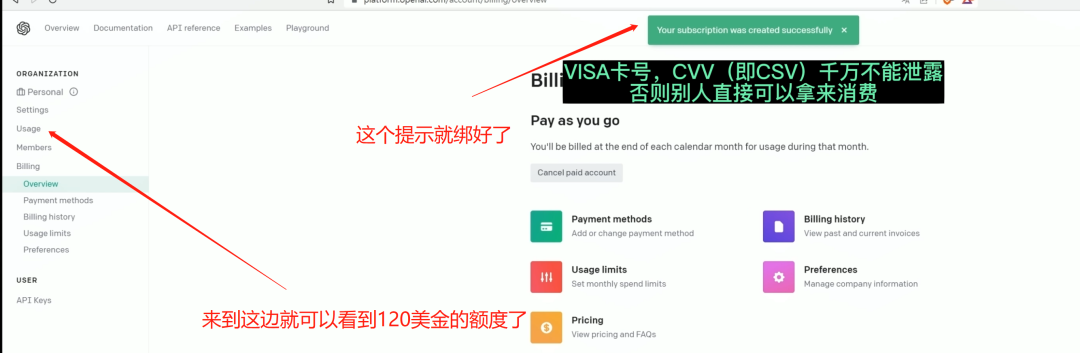 platform.openai.com/account/billing/overview
Overview Documentation API reference Examples Playground
Your subscription was created successfully ×
ORGANIZATION
Personal
Settings
Usage
Members
Billing
Overview
Payment methods
Billing history
Usage limits
Preferences
USER
API Keys
Billi
VISA卡号，CVV（即CSV）千万不能泄露
否则别人直接可以拿来消费
这个提示就绑好了
Pay as you go
You'll be billed at the end of each calendar month for usage during that month.
Cancel paid account
Payment methods
Add or change payment method
Billing history
View past and current invoices
Usage limits
Set monthly spend limits
Preferences
Manage company information
Pricing
View pricing and FAQs
来到这边就可以看到120美金的额度了